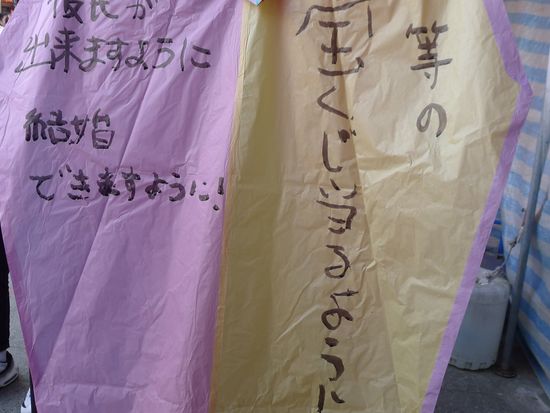 彼氏が
出来ますように
結婚
できますように!
等の
宝くじ当るように